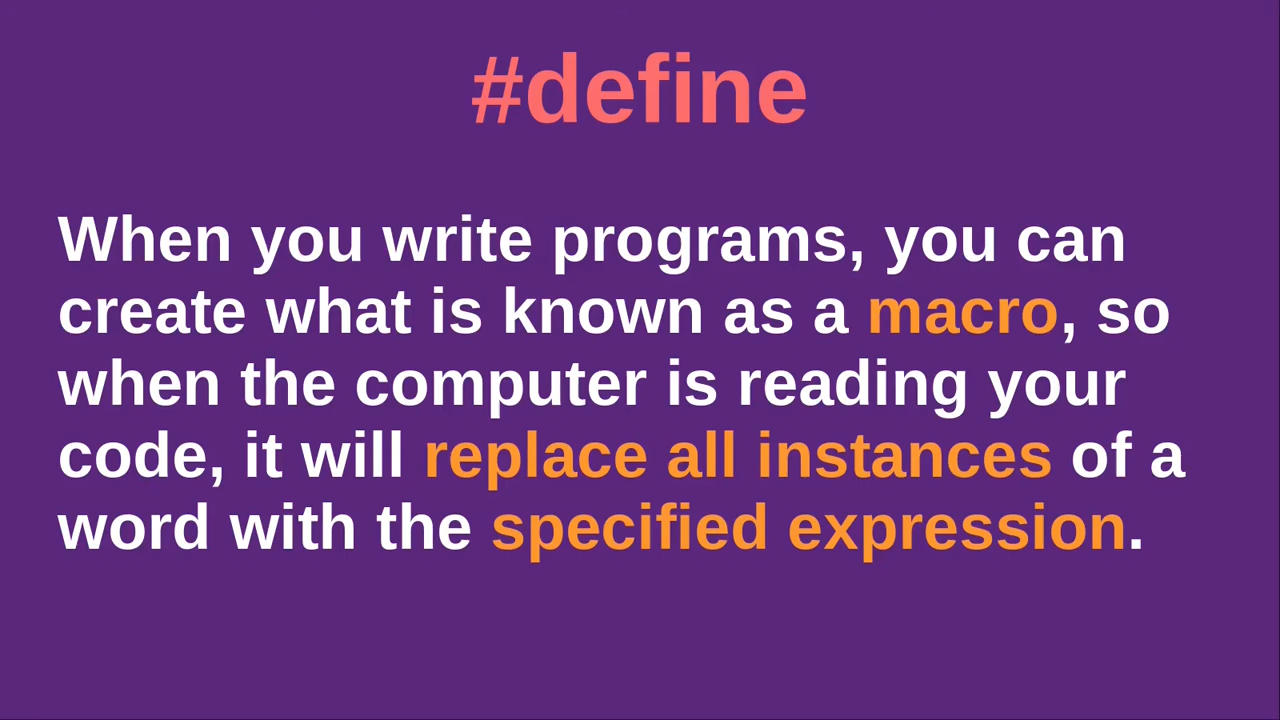 #define
When you write programs, you can
create what is known as a macro, so
when the computer is reading your
code, it will replace all instances of a
word with the specified expression.